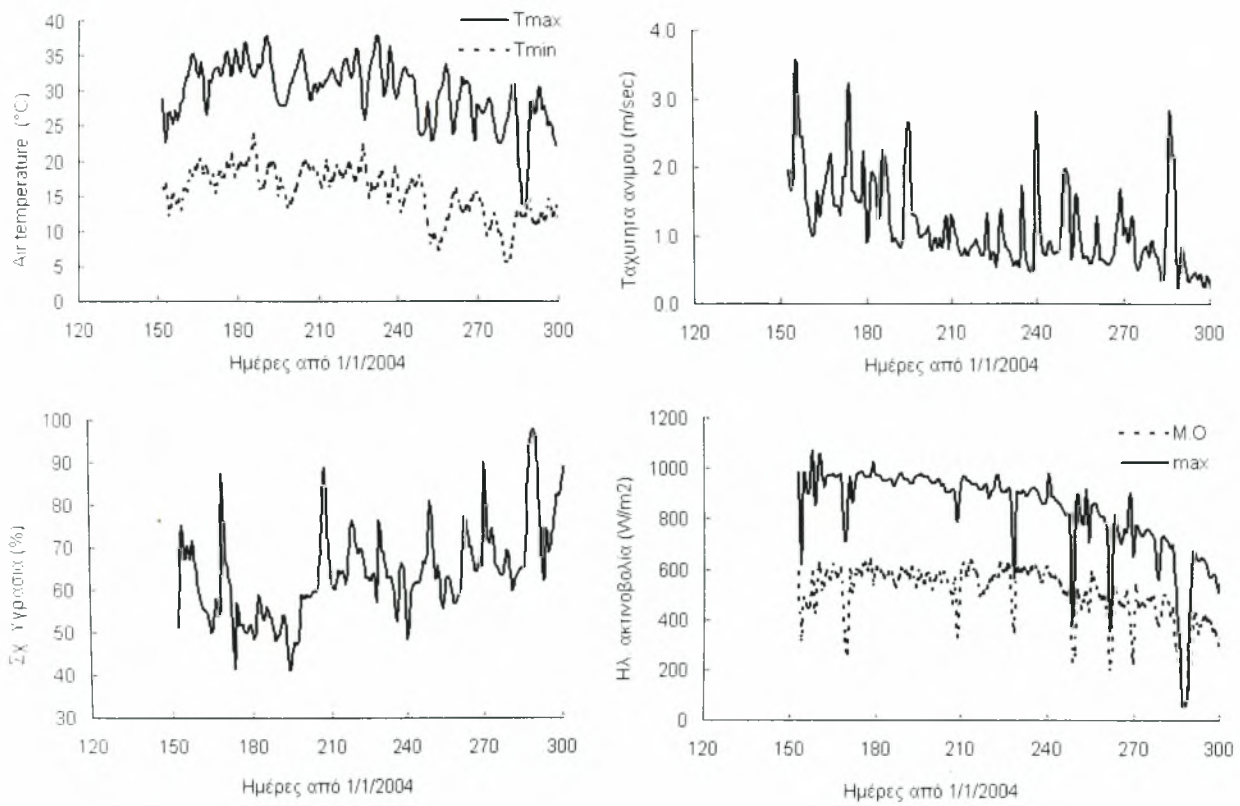 Tmax
Tmin
Air temperature (°C)
40
35
30
25
20
15
10
5
0
120 150 180 210 240 270 300
Ημέρες από 1/1/2004
Ταχυτητα ανιμου (m/sec)
4 0
3 0
2 0
1 0
0 0
120 150 180 210 240 270 300
Ημέρες από 1/1/2004
Σχ Υγρασια (%)
100
90
80
70
60
50
40
30
120 150 180 210 240 270 300
Ημέρες από 1/1/2004
M.O
max
Ηλ. ακτινοβολία (W/m2)
1200
1000
800
600
400
200
0
120 150 180 210 240 270 300
Ημέρες από 1/1/2004